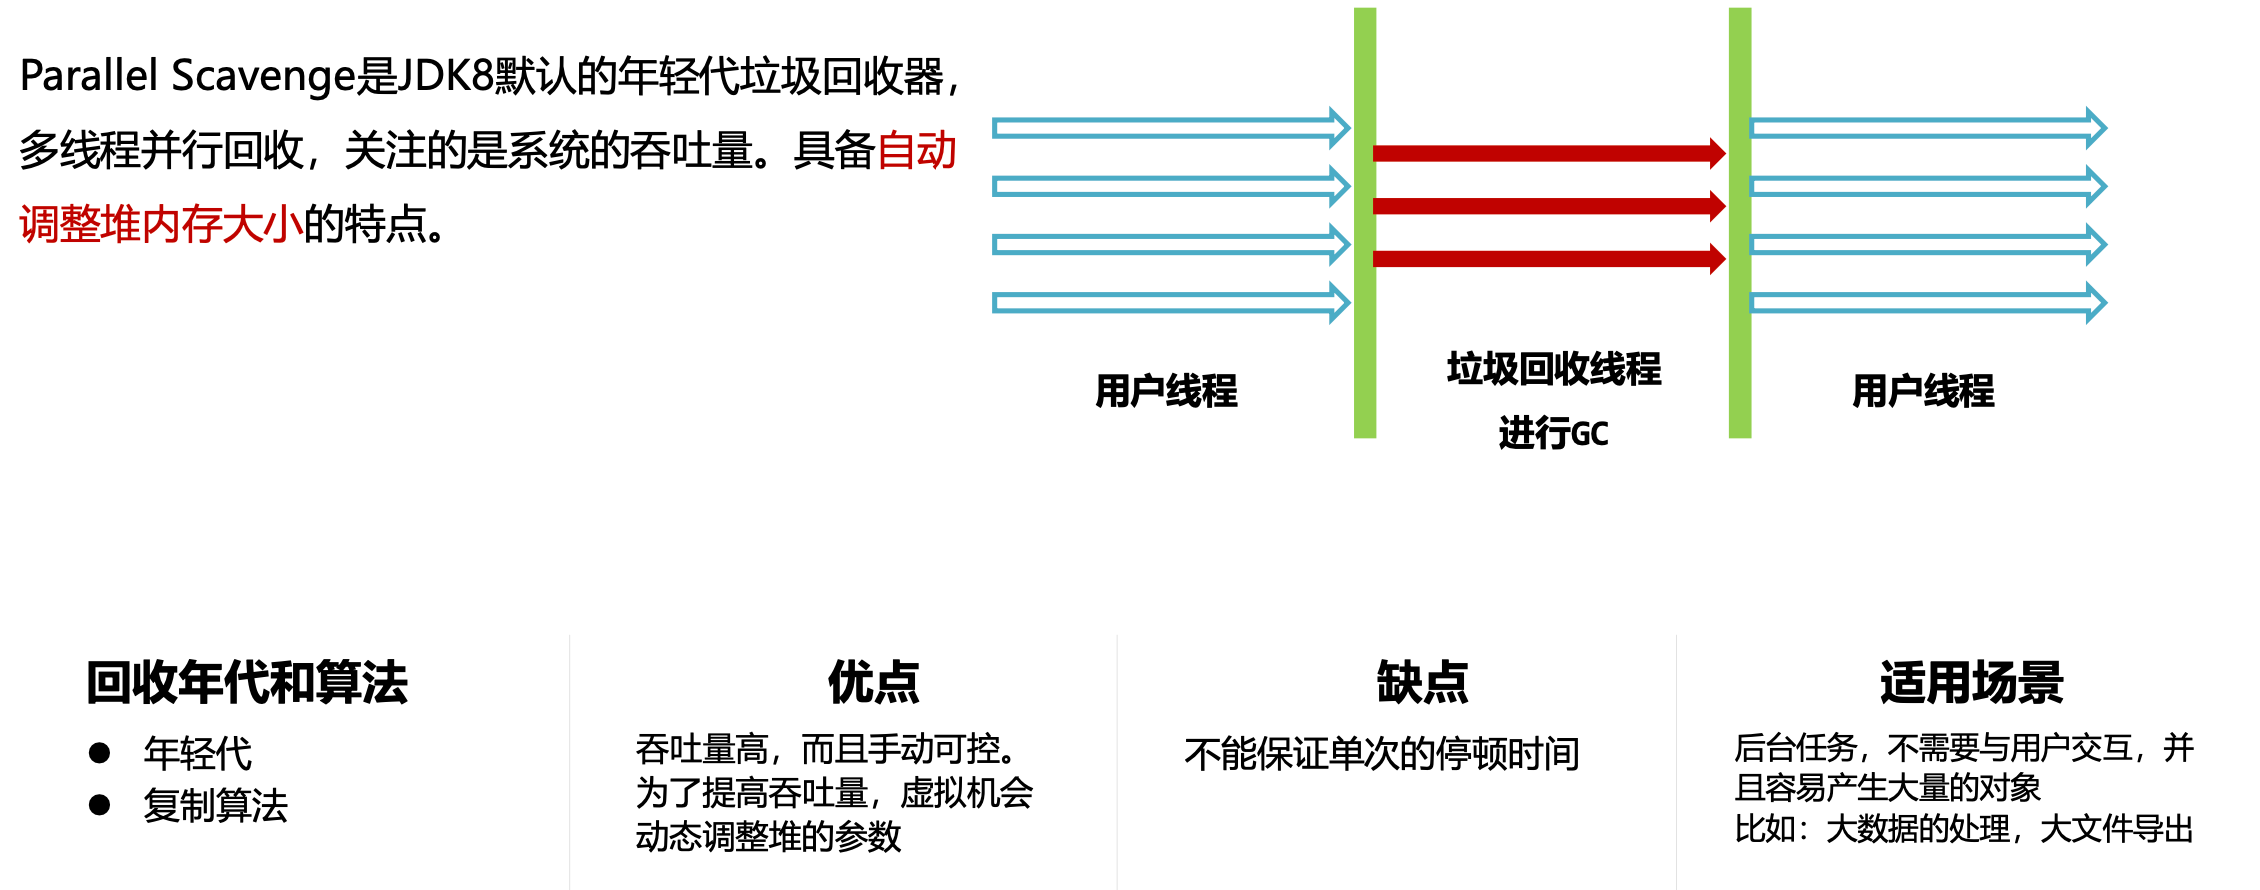 Parallel Scavenge是JDK8默认的年轻代垃圾回收器，
多线程并行回收，关注的是系统的吞吐量。具备自动
调整堆内存大小的特点。
用户线程
垃圾回收线程
进行GC
用户线程
回收年代和算法
● 年轻代
● 复制算法
优点
吞吐量高，而且手动可控。
为了提高吞吐量，虚拟机会
动态调整堆的参数
缺点
不能保证单次的停顿时间
适用场景
后台任务，不需要与用户交互，并
且容易产生大量的对象
比如：大数据的处理，大文件导出